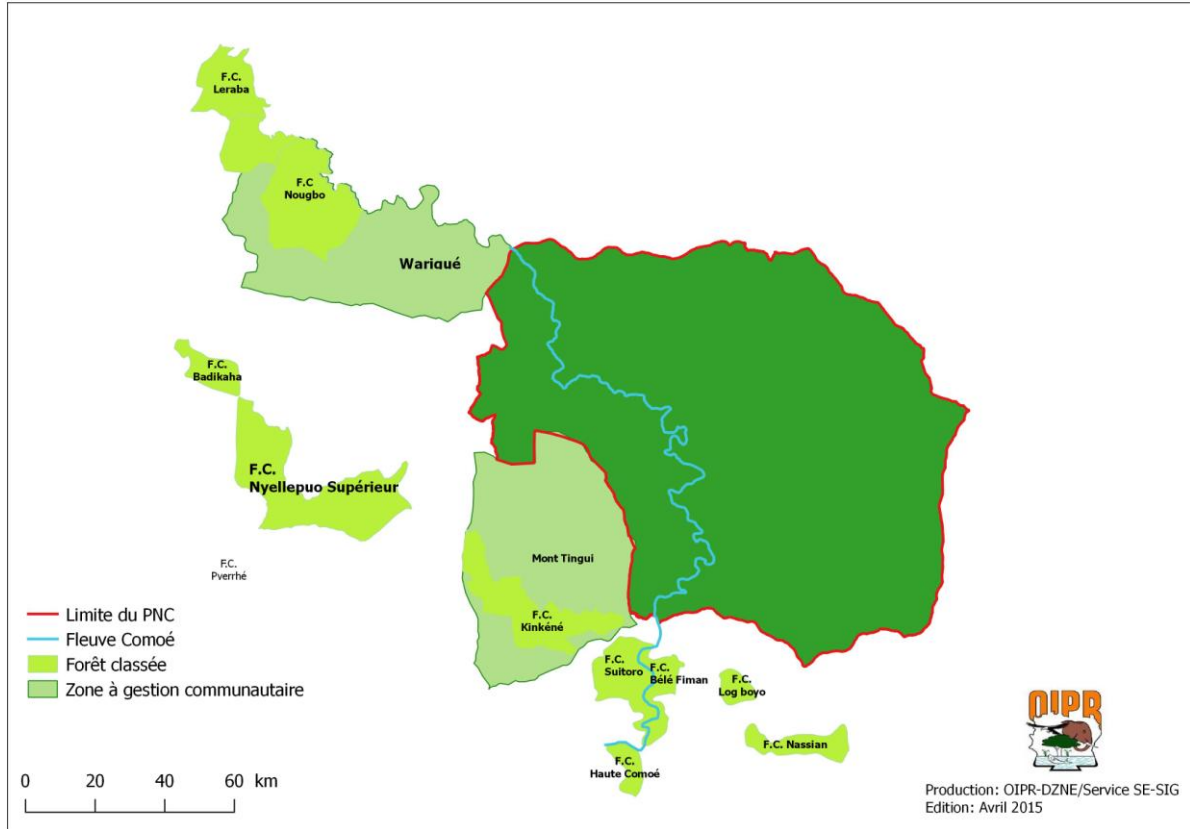 F.C.
Leraba
F.C
Nougbo
Warigué
F.C.
Badikaha
F.C.
Nyellepuo Supérieur
F.C.
Pyerrhé
Mont Tingui
F.C.
Kinkéné
F.C.
Suitoro
F.C.
Bélé Fiman
F.C.
Log boyo
F.C. Nassian
F.C.
Haute Comoé
Limite du PNC
Fleuve Comoé
Forêt classée
Zone à gestion communautaire
0 20 40 60 km
OIPR
Production: OIPR-DZNE/Service SE-SIG
Edition: Avril 2015